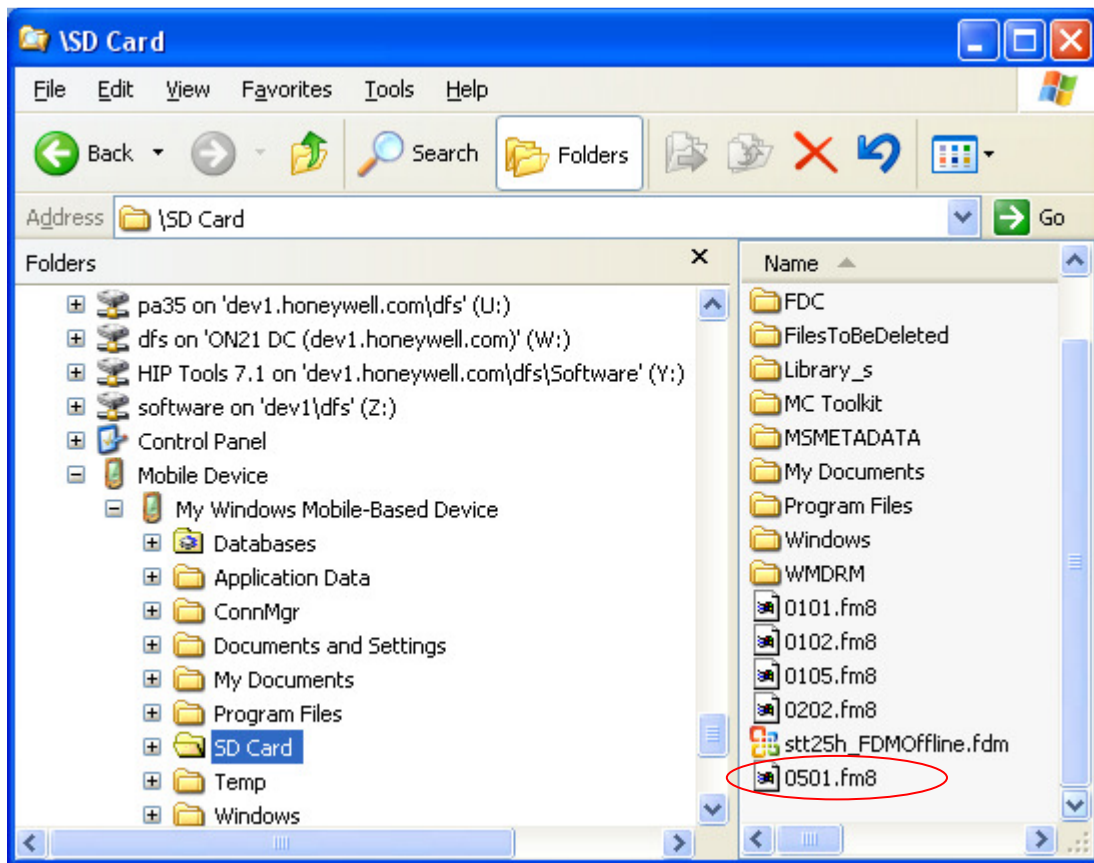 \SD Card
File Edit View Favorites Tools Help
Back Search Folders
Address \SD Card Go
Folders
pa35 on 'dev1.honeywell.com\dfs' (U:)
dfs on 'ON21 DC (dev1.honeywell.com)' (W:)
HIP Tools 7.1 on 'dev1.honeywell.com\dfs\Software' (Y:)
software on 'dev1\dfs' (Z:)
Control Panel
Mobile Device
My Windows Mobile-Based Device
Databases
Application Data
ConnMgr
Documents and Settings
My Documents
Program Files
SD Card
Temp
Windows
Name
FDC
FilesToBeDeleted
Library_s
MC Toolkit
MSMETADATA
My Documents
Program Files
Windows
WMDRM
0101.fm8
0102.fm8
0105.fm8
0202.fm8
stt25h_FDMOffline.fdm
0501.fm8